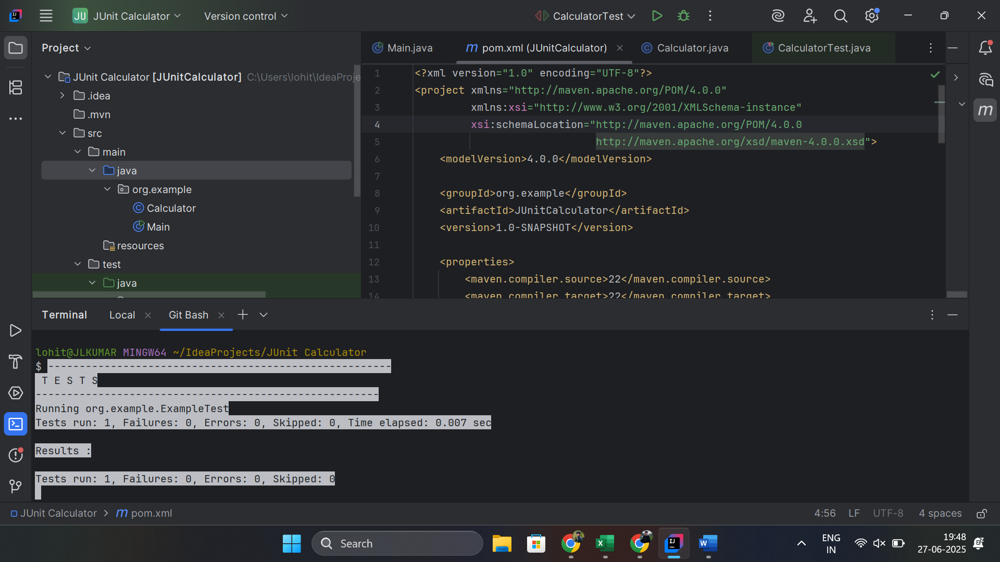 JU JUnit Calculator Version control CalculatorTest
Project
Main.java pom.xml (JUnitCalculator) Calculator.java CalculatorTest.java
JUnit Calculator [JUnitCalculator] C:\Users\lohit\IdeaProje
.idea
.mvn
src
main
java
org.example
Calculator
Main
resources
test
java
1 <?xml version="1.0" encoding="UTF-8"?>
2 <project xmlns="http://maven.apache.org/POM/4.0.0"
3 xmlns:xsi="http://www.w3.org/2001/XMLSchema-instance"
4 xsi:schemaLocation="http://maven.apache.org/POM/4.0.0
5 http://maven.apache.org/xsd/maven-4.0.0.xsd">
6 <modelVersion>4.0.0</modelVersion>
7
8 <groupId>org.example</groupId>
9 <artifactId>JUnitCalculator</artifactId>
10 <version>1.0-SNAPSHOT</version>
11
12 <properties>
13 <maven.compiler.source>22</maven.compiler.source>
14 <maven.compiler.target>22</maven.compiler.target>
Terminal Local Git Bash
lohit@JLKUMAR MINGW64 ~/IdeaProjects/JUnit Calculator
$ -------------------------------------------------------
T E S T S
-------------------------------------------------------
Running org.example.ExampleTest
Tests run: 1, Failures: 0, Errors: 0, Skipped: 0, Time elapsed: 0.007 sec
Results :
Tests run: 1, Failures: 0, Errors: 0, Skipped: 0
JUnit Calculator > pom.xml 4:56 LF UTF-8 4 spaces
Search
ENG
IN
19:48
27-06-2025